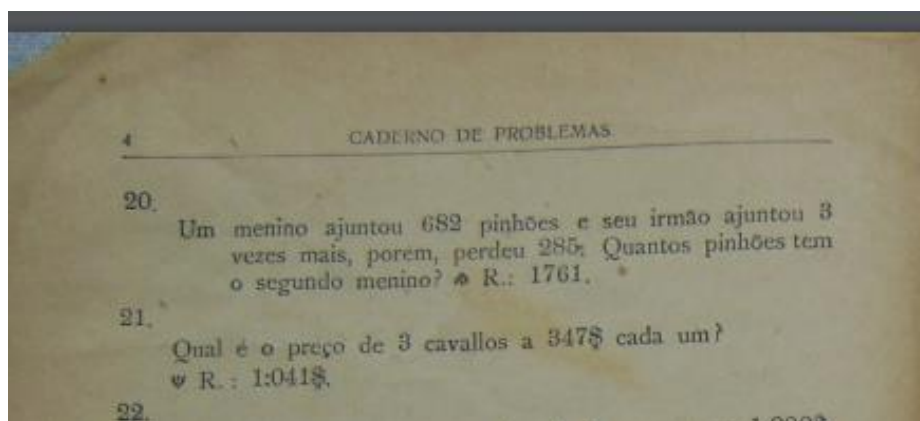 4 CADERNO DE PROBLEMAS
20.
Um menino ajuntou 682 pinhões e seu irmão ajuntou 3
vezes mais, porem, perdeu 285. Quantos pinhões tem
o segundo menino? R.: 1761.
21.
Qual é o preço de 3 cavallos a 347$ cada um?
R.: 1:041$.
22.